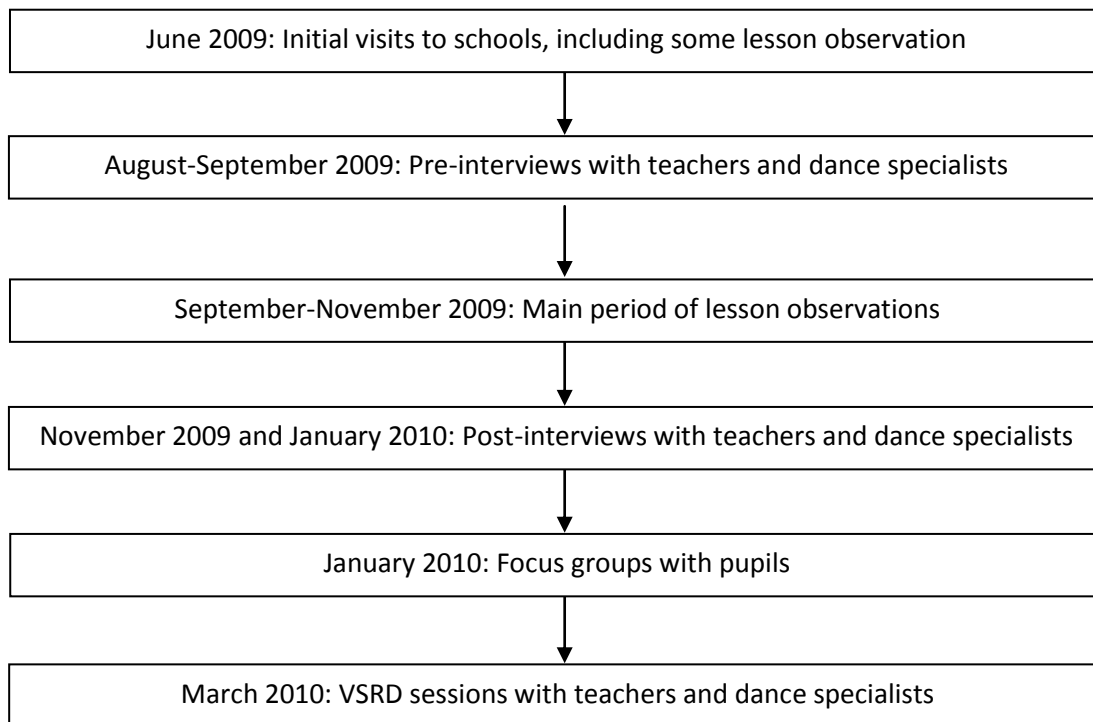 June 2009: Initial visits to schools, including some lesson observation
August-September 2009: Pre-interviews with teachers and dance specialists
September-November 2009: Main period of lesson observations
November 2009 and January 2010: Post-interviews with teachers and dance specialists
January 2010: Focus groups with pupils
March 2010: VSRD sessions with teachers and dance specialists